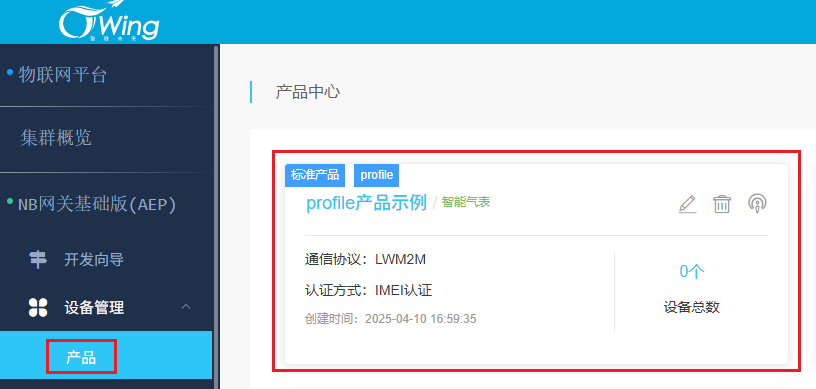 Wing
物联网平台
产品中心
集群概览
标准产品 profile
profile产品示例 / 智能气表
NB网关基础版(AEP)
通信协议：LWM2M
0个
开发向导
认证方式：IMEI认证
设备总数
设备管理
创建时间：2025-04-10 16:59:35
产品